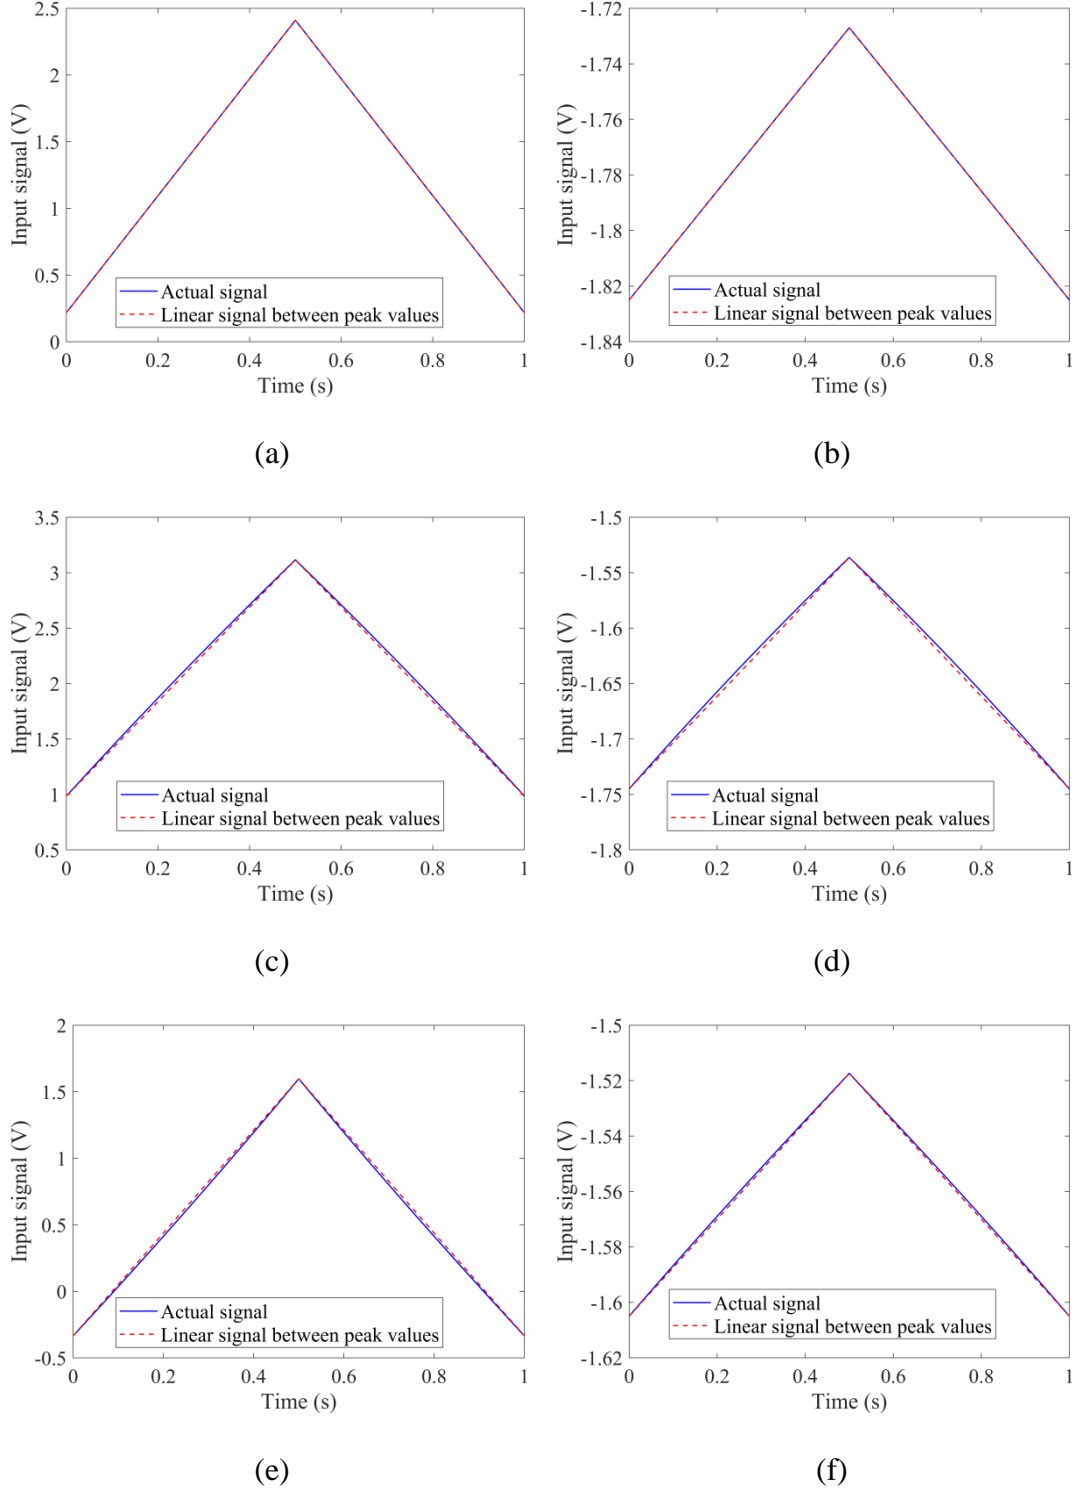 2.5
2
1.5
1
0.5
0
Input signal (V)
Actual signal
Linear signal between peak values
0 0.2 0.4 0.6 0.8 1
Time (s)
(a)
-1.72
-1.74
-1.76
-1.78
-1.8
-1.82
-1.84
Input signal (V)
Actual signal
Linear signal between peak values
0 0.2 0.4 0.6 0.8 1
Time (s)
(b)
3.5
3
2.5
2
1.5
1
0.5
Input signal (V)
Actual signal
Linear signal between peak values
0 0.2 0.4 0.6 0.8 1
Time (s)
(c)
-1.5
-1.55
-1.6
-1.65
-1.7
-1.75
-1.8
Input signal (V)
Actual signal
Linear signal between peak values
0 0.2 0.4 0.6 0.8 1
Time (s)
(d)
2
1.5
1
0.5
0
-0.5
Input signal (V)
Actual signal
Linear signal between peak values
0 0.2 0.4 0.6 0.8 1
Time (s)
(e)
-1.5
-1.52
-1.54
-1.56
-1.58
-1.6
-1.62
Input signal (V)
Actual signal
Linear signal between peak values
0 0.2 0.4 0.6 0.8 1
Time (s)
(f)